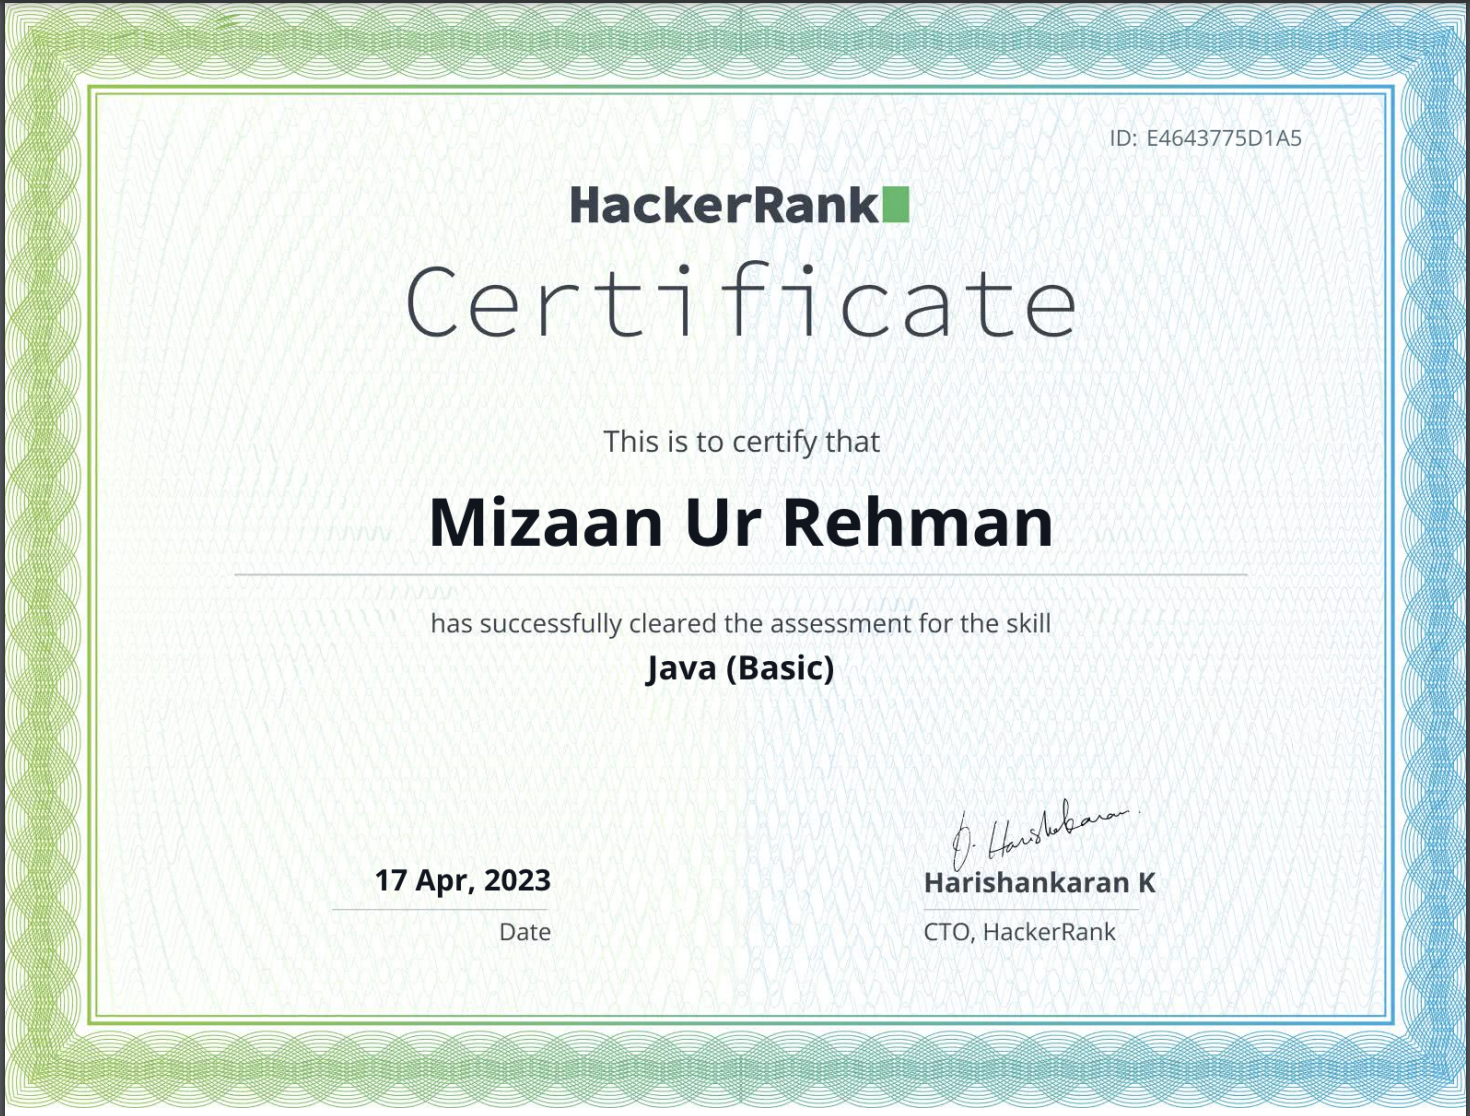 ID: E4643775D1A5
HackerRank
Certificate
This is to certify that
Mizaan Ur Rehman
has successfully cleared the assessment for the skill
Java (Basic)
17 Apr, 2023
Date
Harishankaran K
CTO, HackerRank